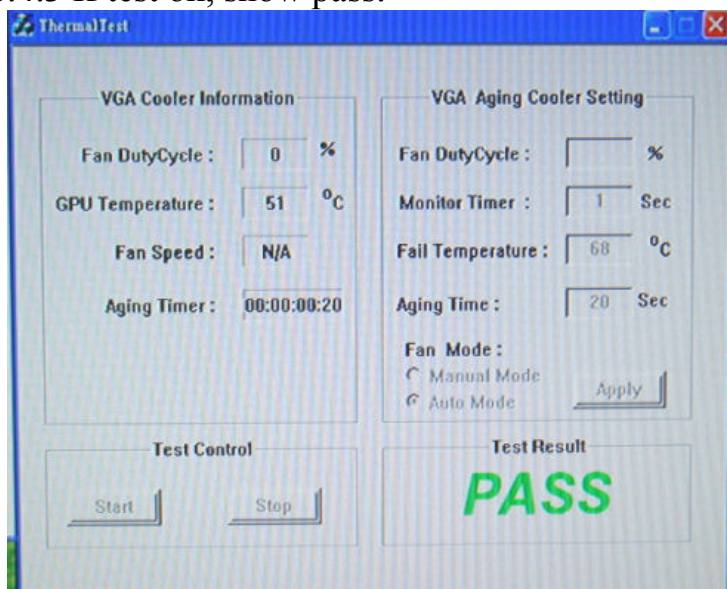 ThermalTest
VGA Cooler Information
Fan DutyCycle : 0 %
GPU Temperature : 51 °C
Fan Speed : N/A
Aging Timer : 00:00:00:20
VGA Aging Cooler Setting
Fan DutyCycle : %
Monitor Timer : 1 Sec
Fail Temperature : 68 °C
Aging Time : 20 Sec
Fan Mode :
Manual Mode
Auto Mode
Apply
Test Control
Start Stop
Test Result
PASS